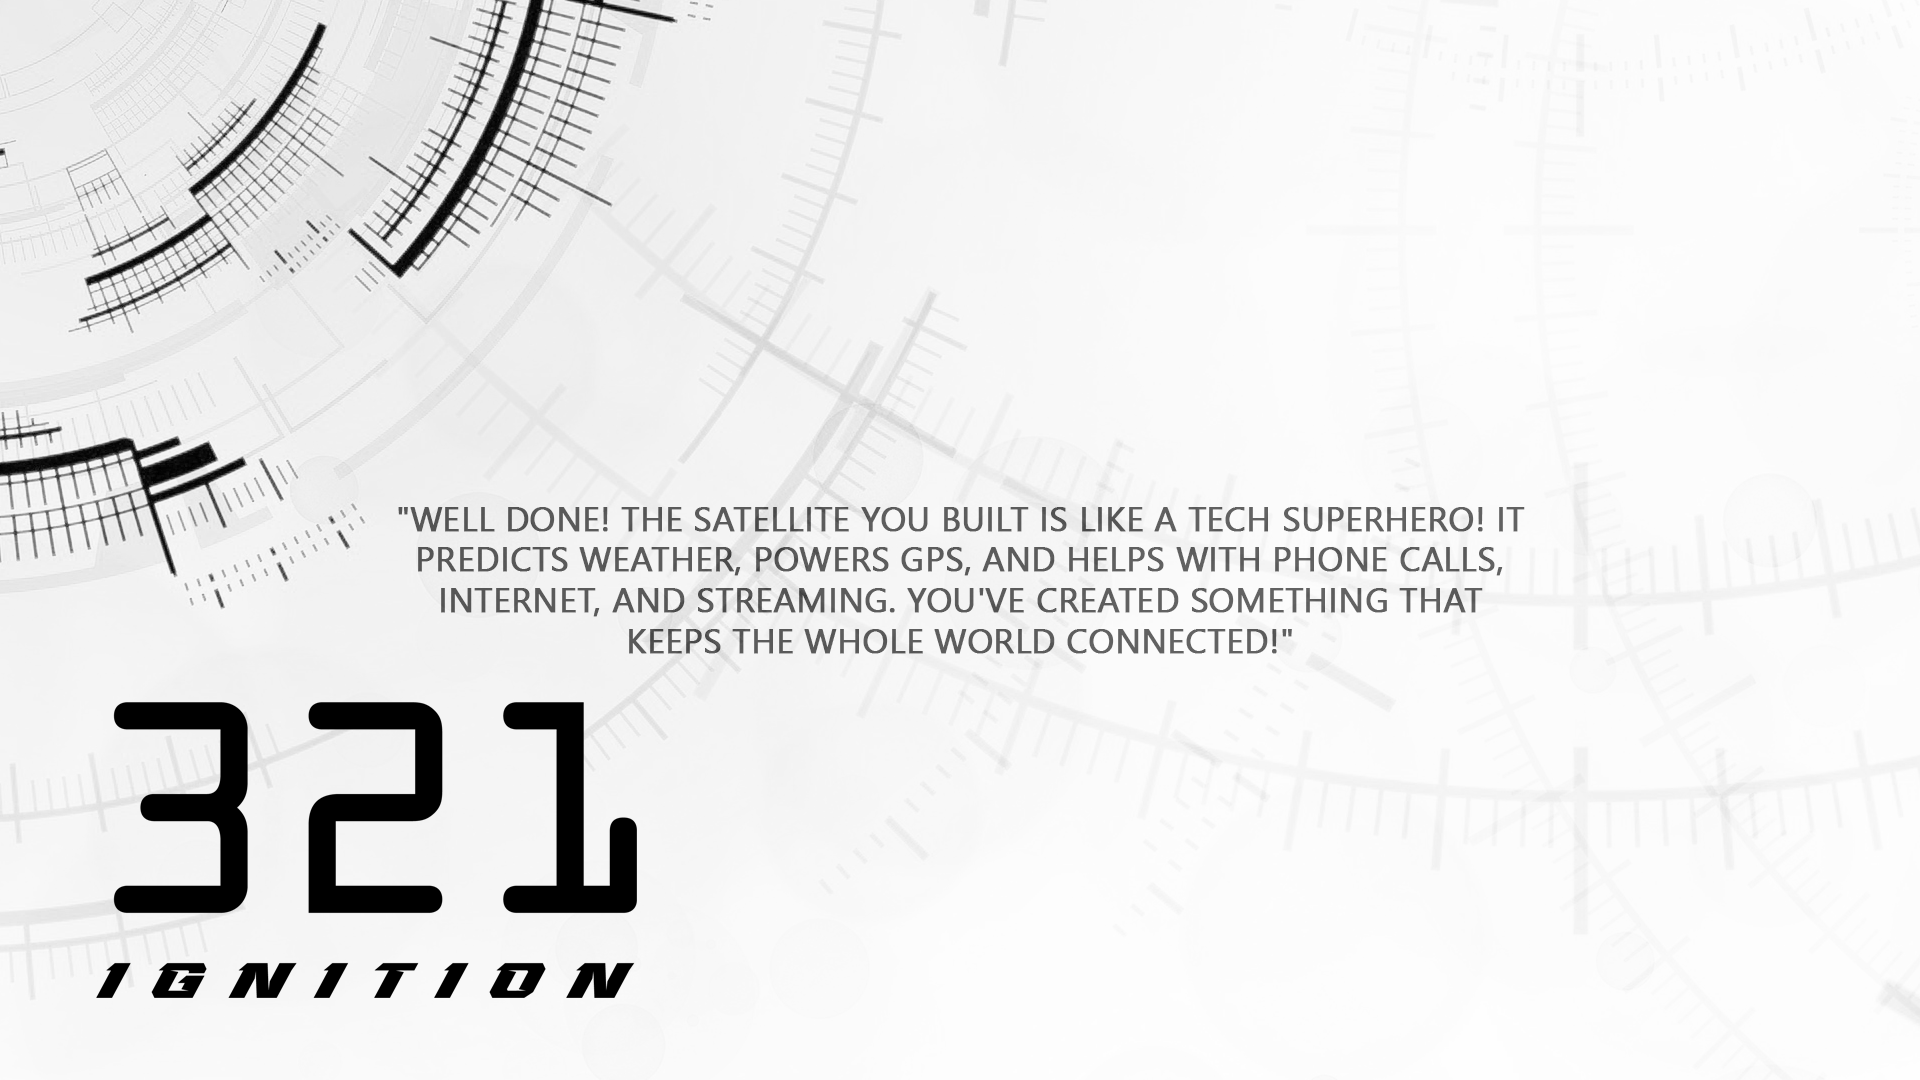 "WELL DONE! THE SATELLITE YOU BUILT IS LIKE A TECH SUPERHERO! IT
PREDICTS WEATHER, POWERS GPS, AND HELPS WITH PHONE CALLS,
INTERNET, AND STREAMING. YOU'VE CREATED SOMETHING THAT
KEEPS THE WHOLE WORLD CONNECTED!"
321
IGNITION